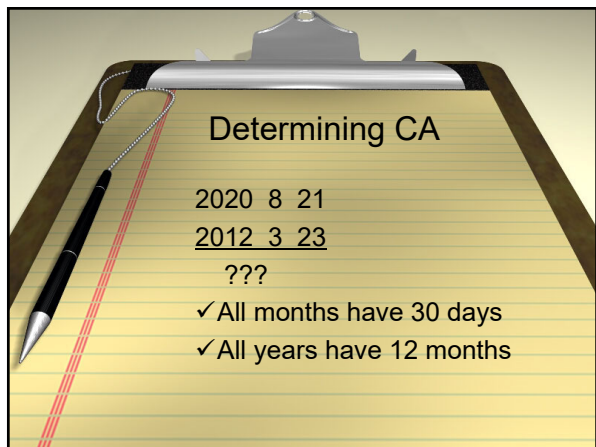 Determining CA
2020 8 21
2012 3 23
???
✓All months have 30 days
✓All years have 12 months